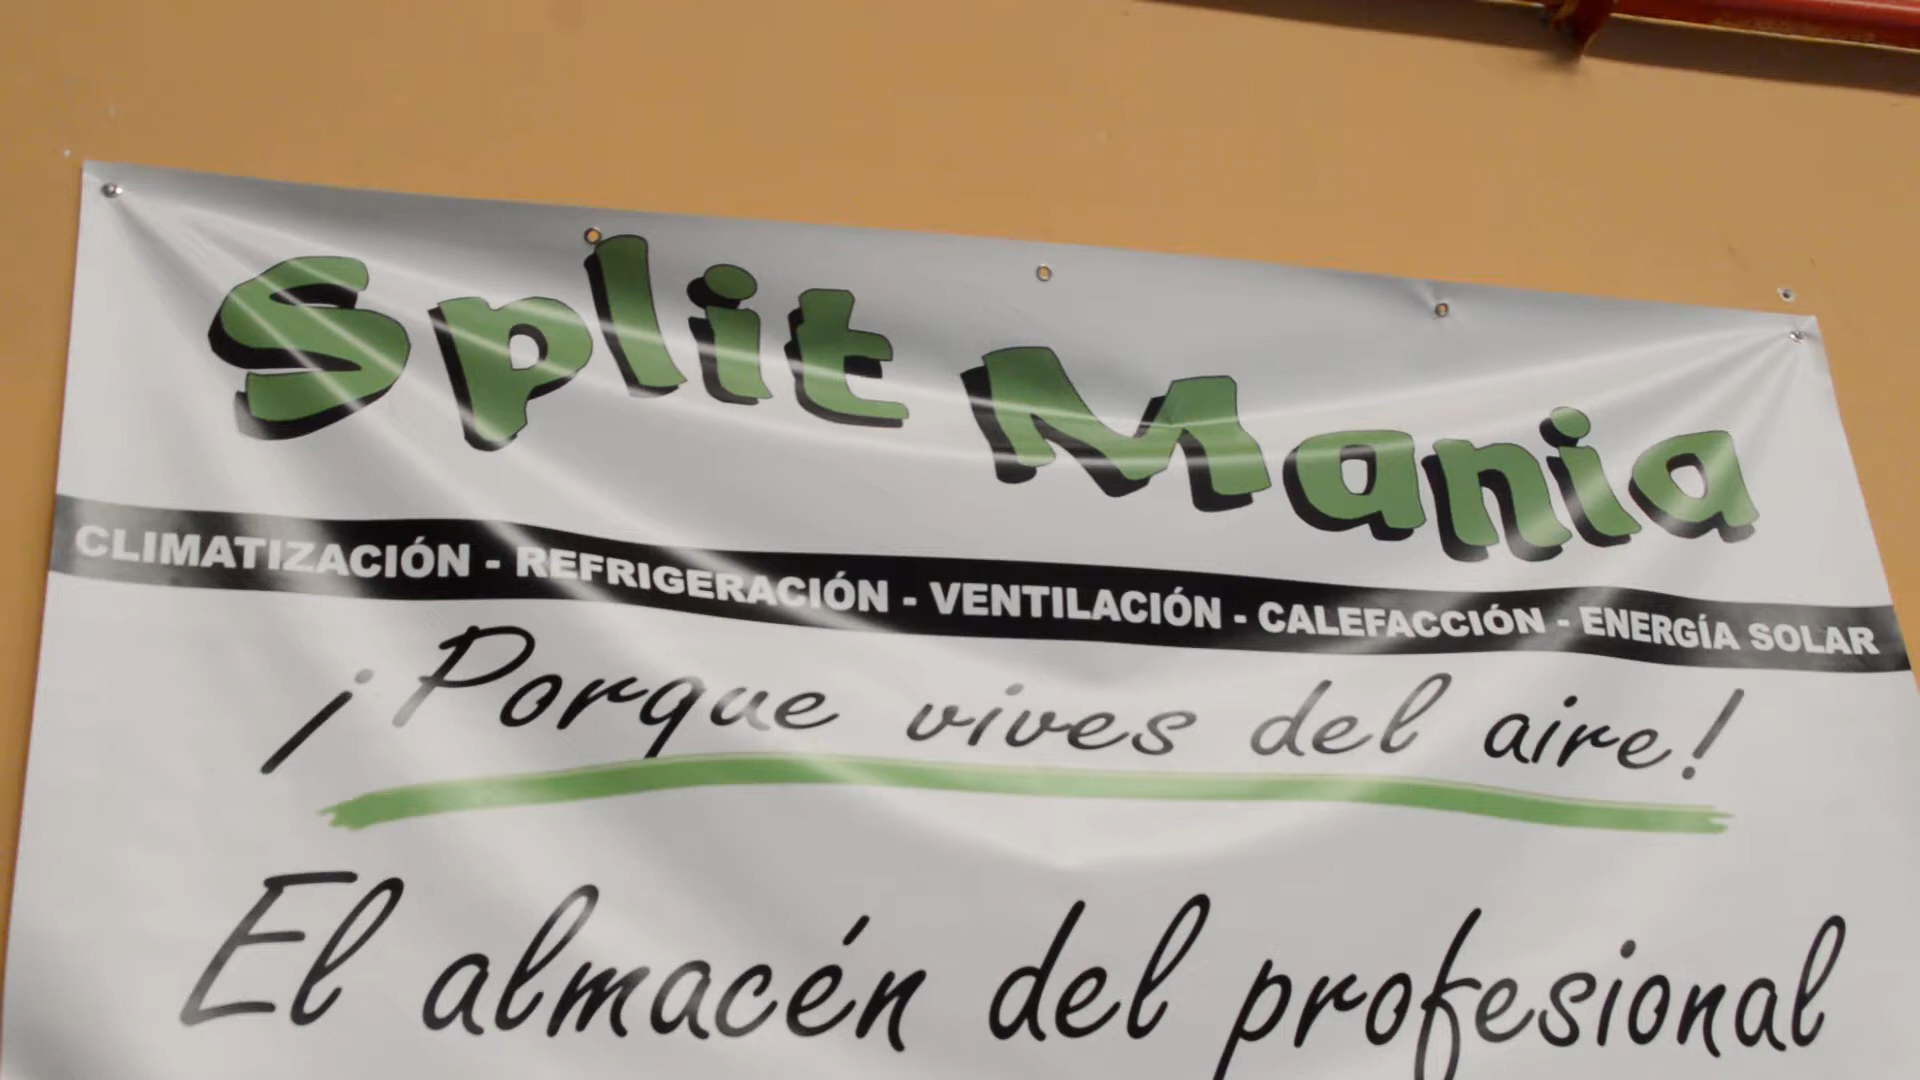 Split Mania
CLIMATIZACIÓN - REFRIGERACIÓN - VENTILACIÓN - CALEFACCIÓN - ENERGÍA SOLAR
¡Porque vives del aire!
El almacén del profesional